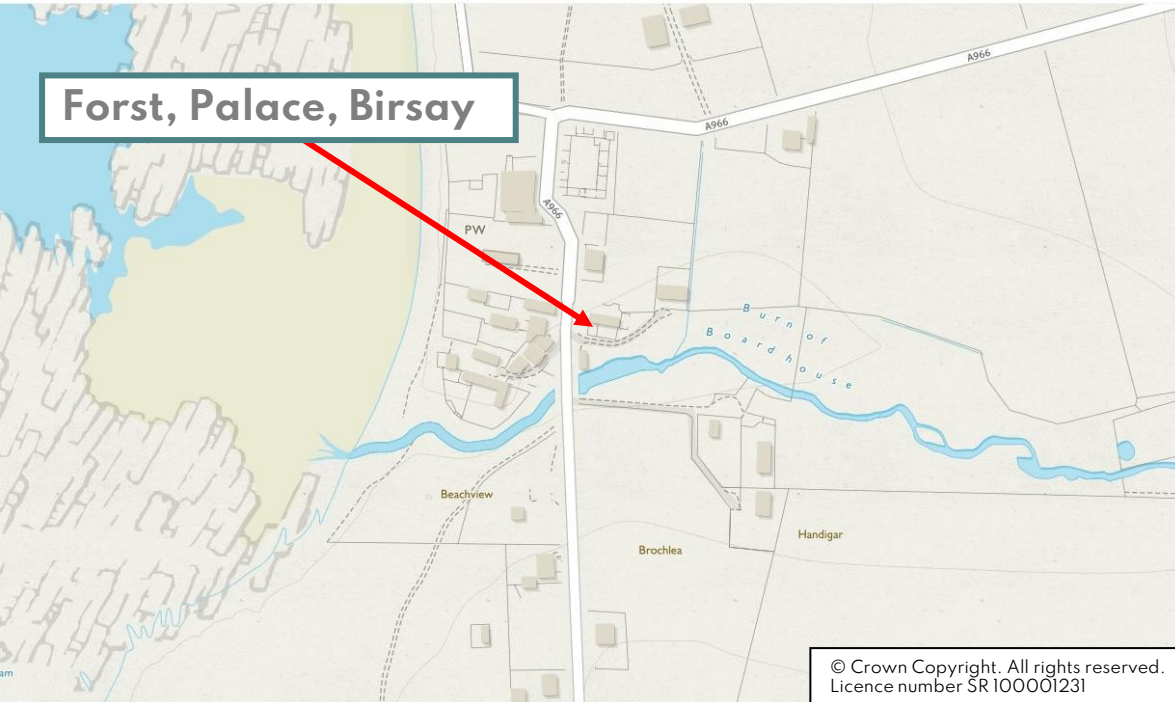 A966
Forst, Palace, Birsay
A966
A966
PW
Burn of
Boardhouse
Beachview
Handigar
Brochlea
© Crown Copyright. All rights reserved.
Licence number SR 100001231
am